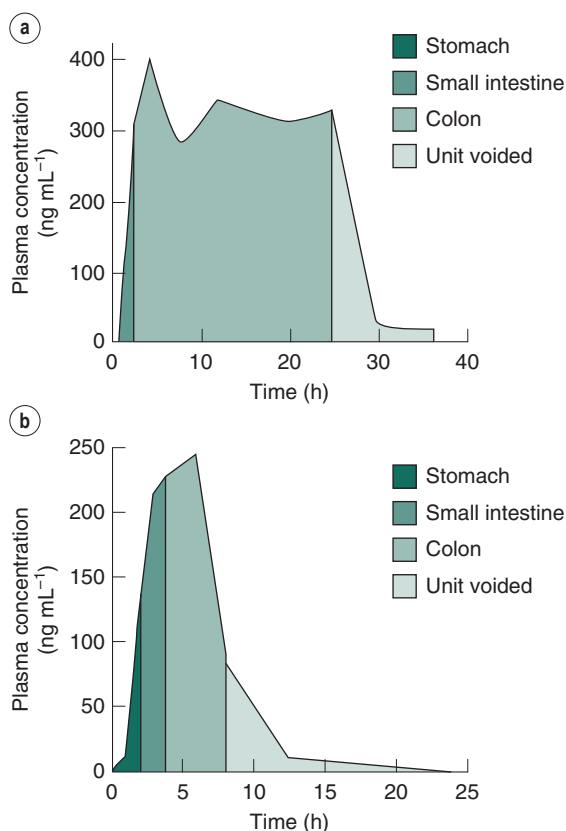 a
Stomach
Small intestine
Colon
Unit voided
Plasma concentration
(ng mL⁻¹)
400
300
200
100
0
0 10 20 30 40
Time (h)
b
Stomach
Small intestine
Colon
Unit voided
Plasma concentration
(ng mL⁻¹)
250
200
150
100
50
0
0 5 10 15 20 25
Time (h)